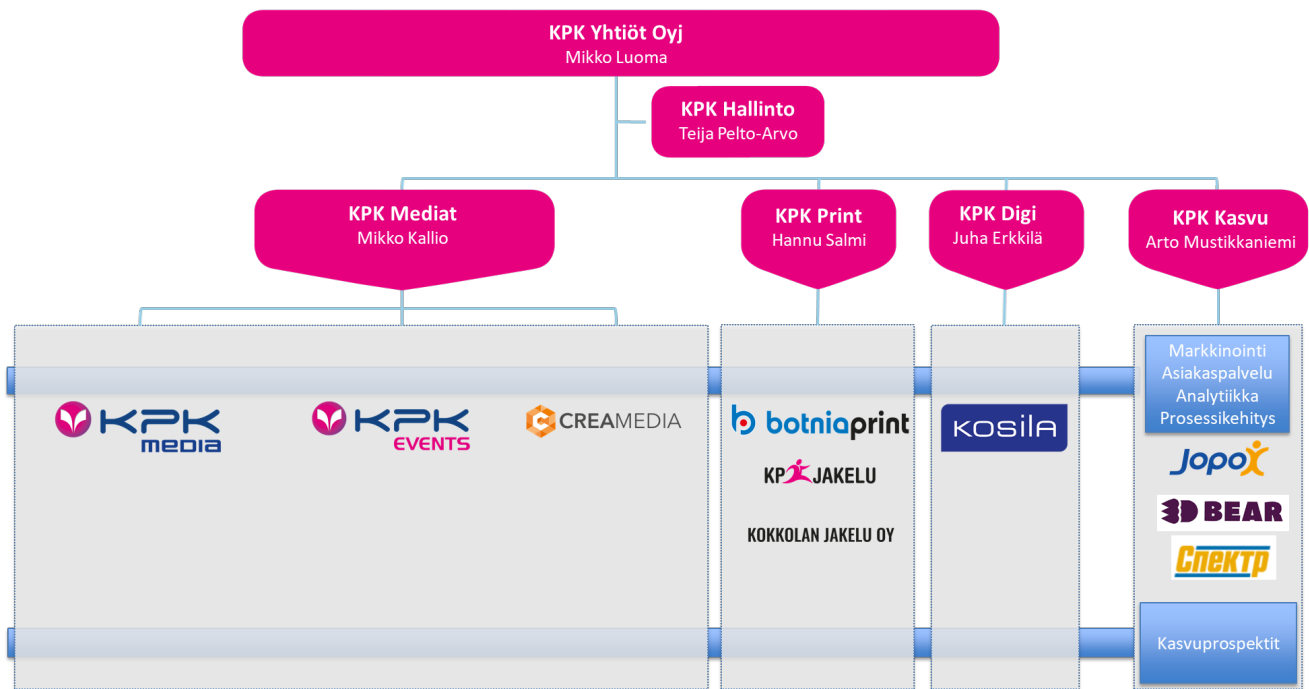 KPK Yhtiöt Oyj
Mikko Luoma
KPK Hallinto
Teija Pelto-Arvo
KPK Mediat
Mikko Kallio
KPK Print
Hannu Salmi
KPK Digi
Juha Erkkilä
KPK Kasvu
Arto Mustikkaniemi
KPK
media
KPK
EVENTS
CREAMEDIA
botniaprint
KP JAKELU
KOKKOLAN JAKELU OY
KOSILA
Markkinointi
Asiakaspalvelu
Analytiikka
Prosessikehitys
Jopox
3D BEAR
Спектр
Kasvuprospektit